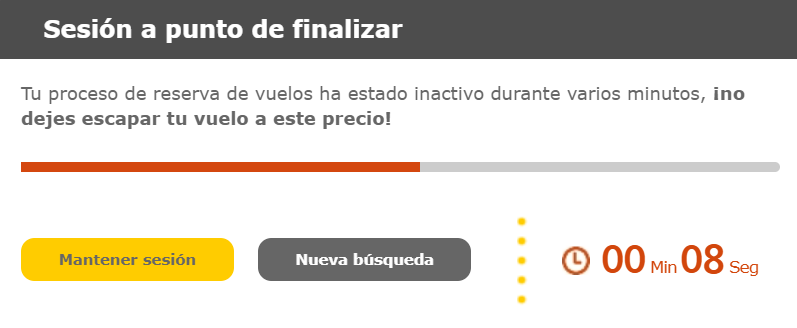 Sesión a punto de finalizar
Tu proceso de reserva de vuelos ha estado inactivo durante varios minutos, ¡no
dejes escapar tu vuelo a este precio!
Mantener sesión
Nueva búsqueda
00 Min 08 Seg